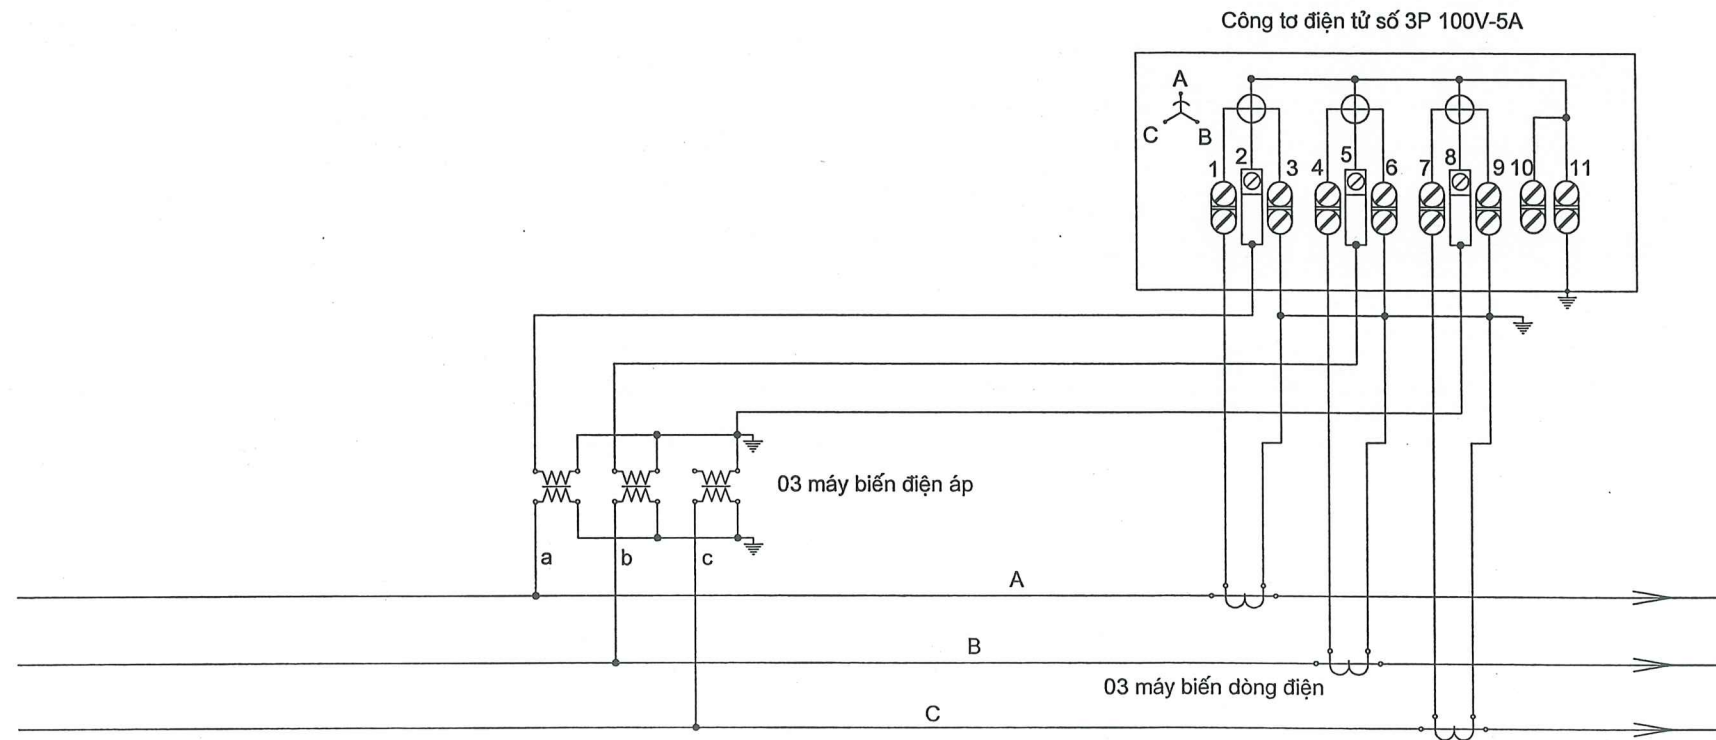 Công tơ điện tử số 3P 100V-5A
A
C B
1 2 3 4 5 6 7 8 9 10 11
03 máy biến điện áp
a b c
A
B
03 máy biến dòng điện
C